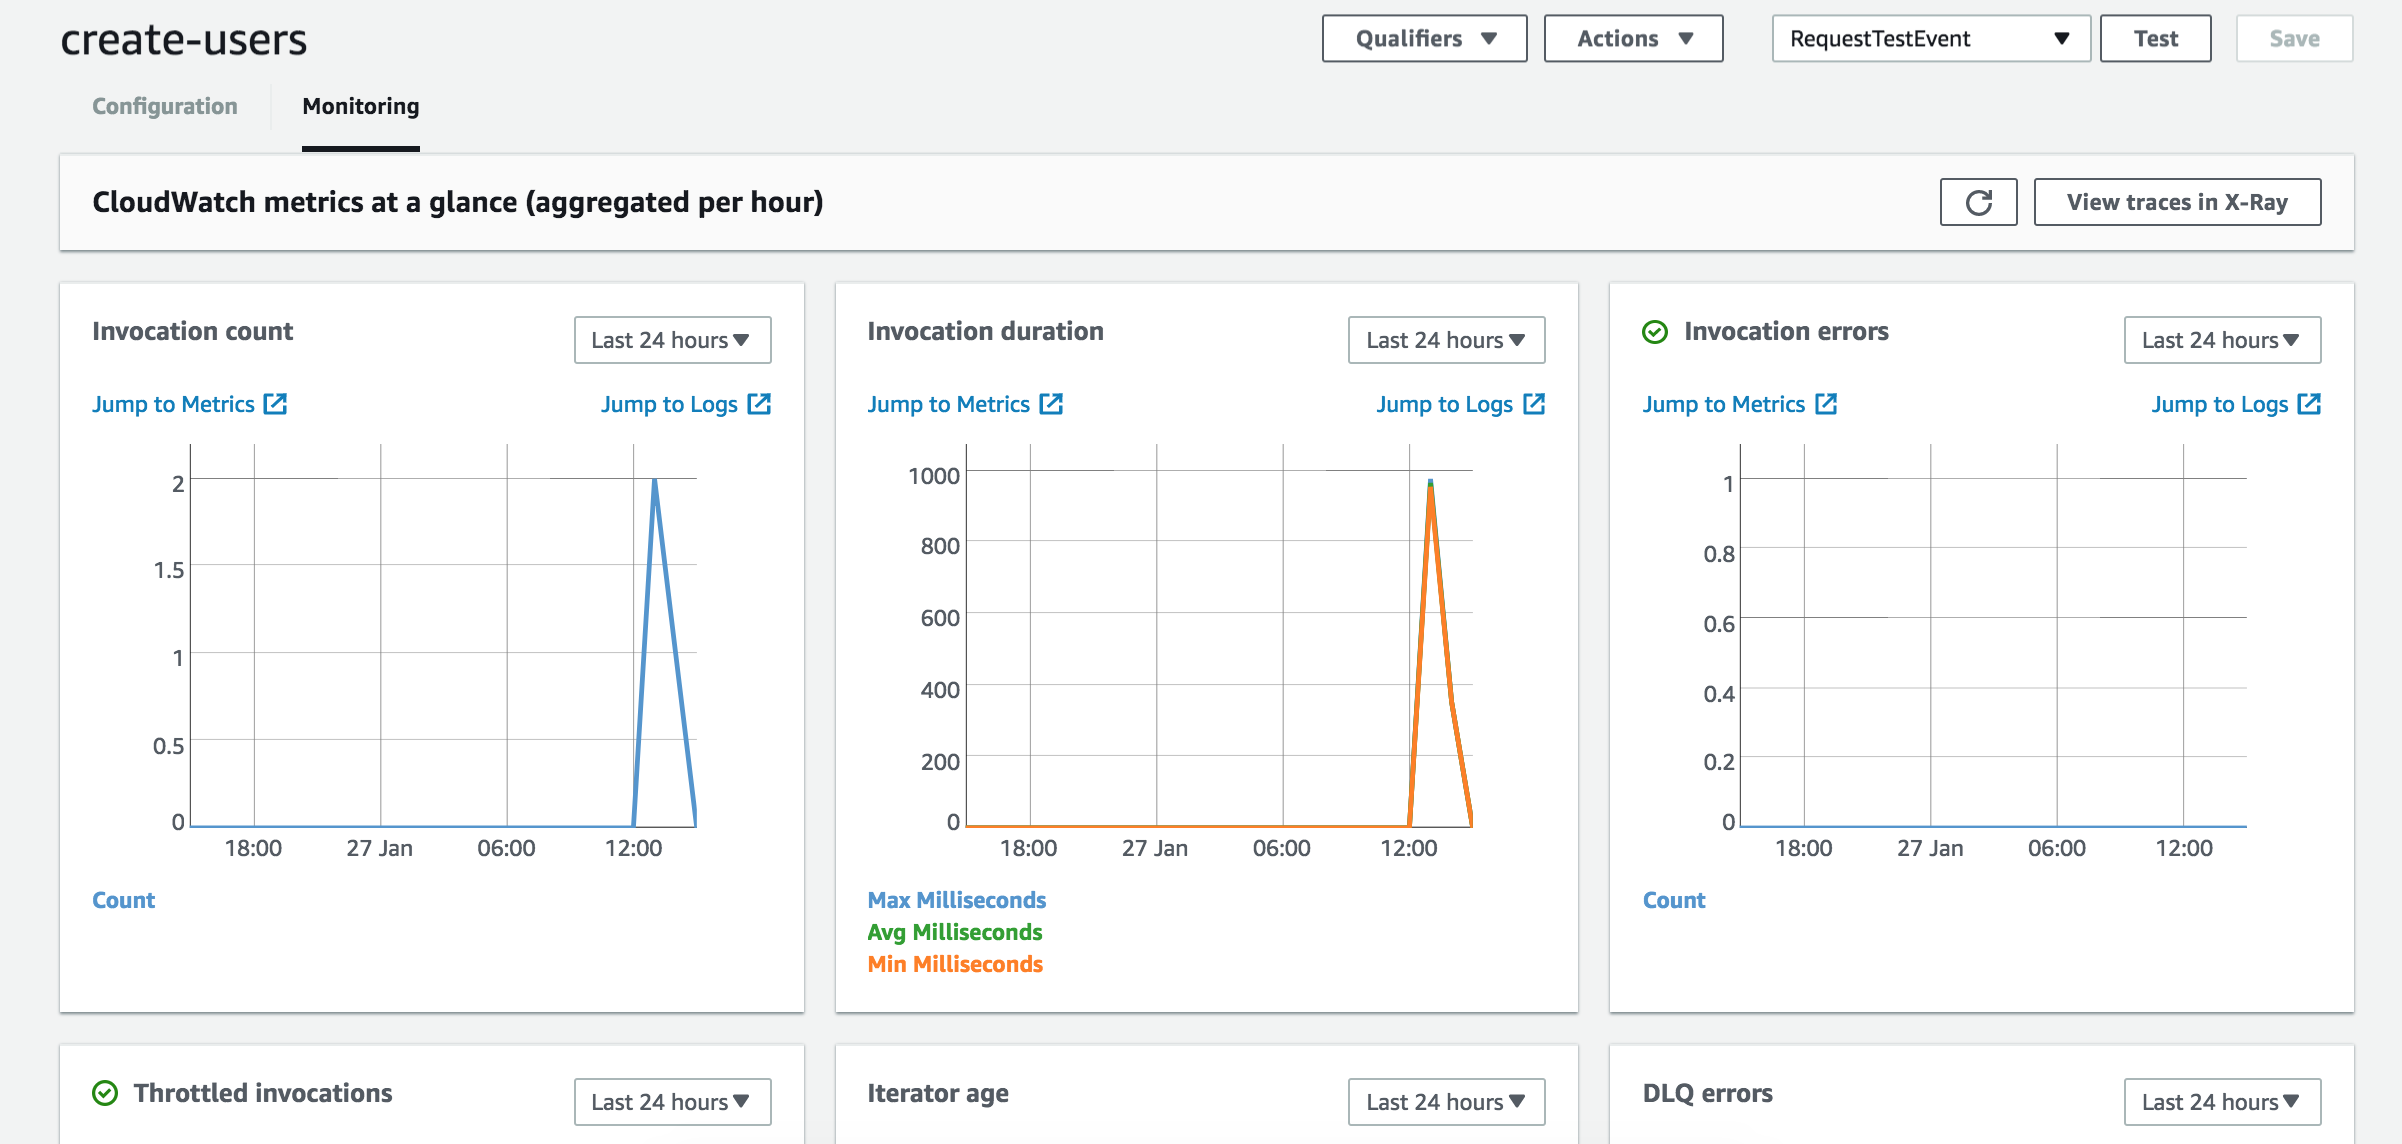 create-users
Qualifiers
Actions
RequestTestEvent
Test
Save
Configuration
Monitoring
CloudWatch metrics at a glance (aggregated per hour)
View traces in X-Ray
Invocation count
Last 24 hours
Jump to Metrics
Jump to Logs
2
1.5
1
0.5
0
18:00
27 Jan
06:00
12:00
Count
Invocation duration
Last 24 hours
Jump to Metrics
Jump to Logs
1000
800
600
400
200
0
18:00
27 Jan
06:00
12:00
Max Milliseconds
Avg Milliseconds
Min Milliseconds
Invocation errors
Last 24 hours
Jump to Metrics
Jump to Logs
1
0.8
0.6
0.4
0.2
0
18:00
27 Jan
06:00
12:00
Count
Throttled invocations
Last 24 hours
Iterator age
Last 24 hours
DLQ errors
Last 24 hours